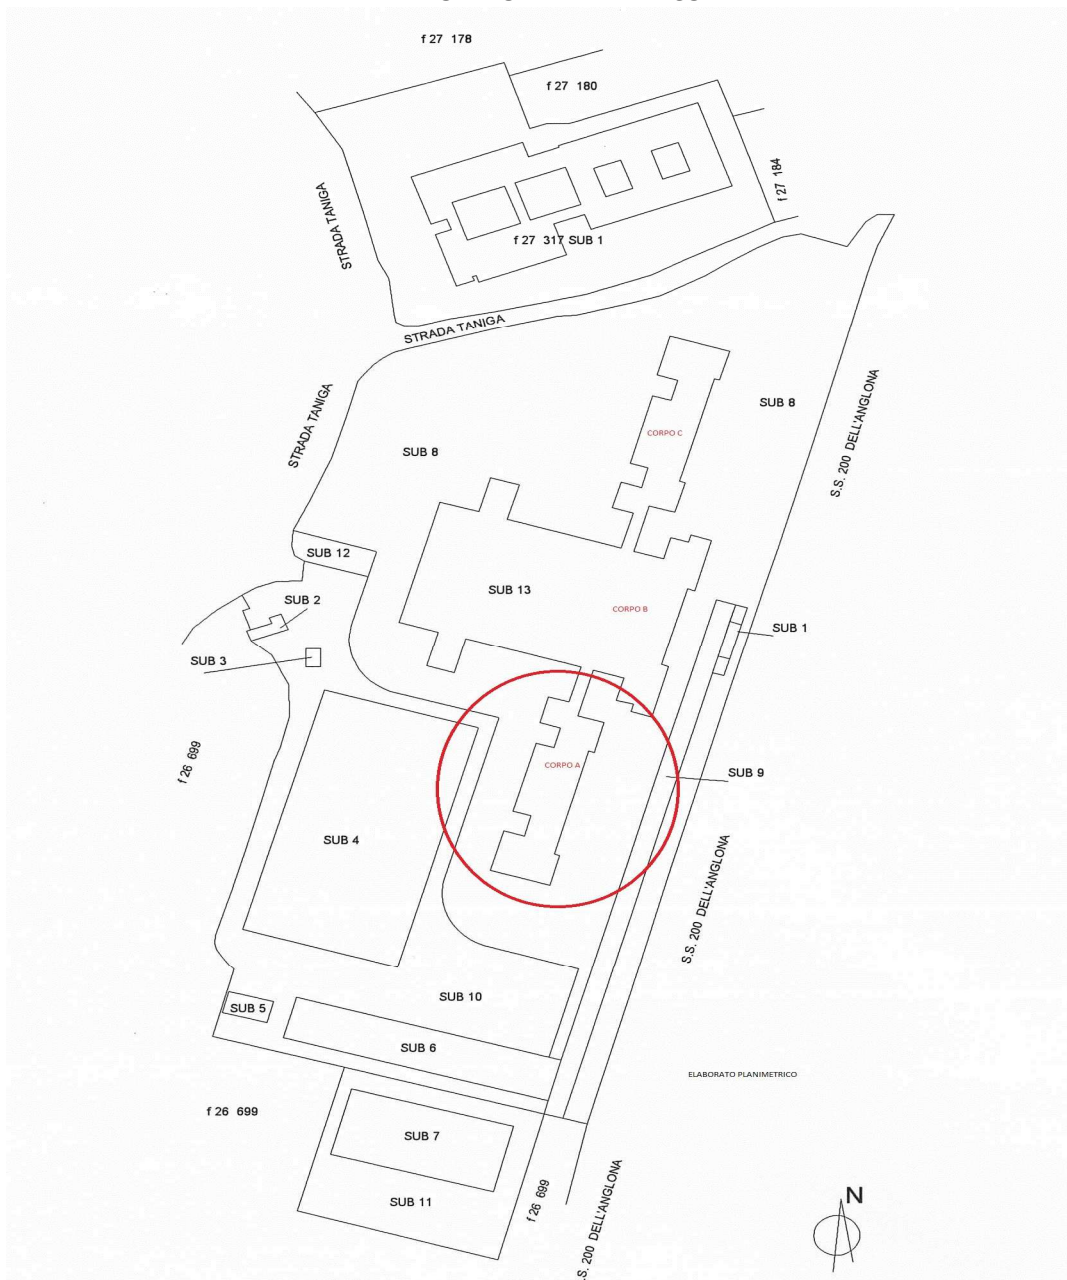 f 27 178
f 27 180
f 27 184
STRADA TANIGA
f 27 317 SUB 1
STRADA TANIGA
STRADA TANIGA
SUB 8
S.S. 200 DELL'ANGLONA
CORPO C
SUB 8
SUB 12
SUB 13
SUB 2
CORPO B
SUB 1
SUB 3
f 26 699
CORPO A
SUB 9
SUB 4
S.S. 200 DELL'ANGLONA
SUB 10
SUB 5
SUB 6
ELABORATO PLANIMETRICO
f 26 699
SUB 7
SUB 11
f 26 699
.S. 200 DELL'ANGLONA
N